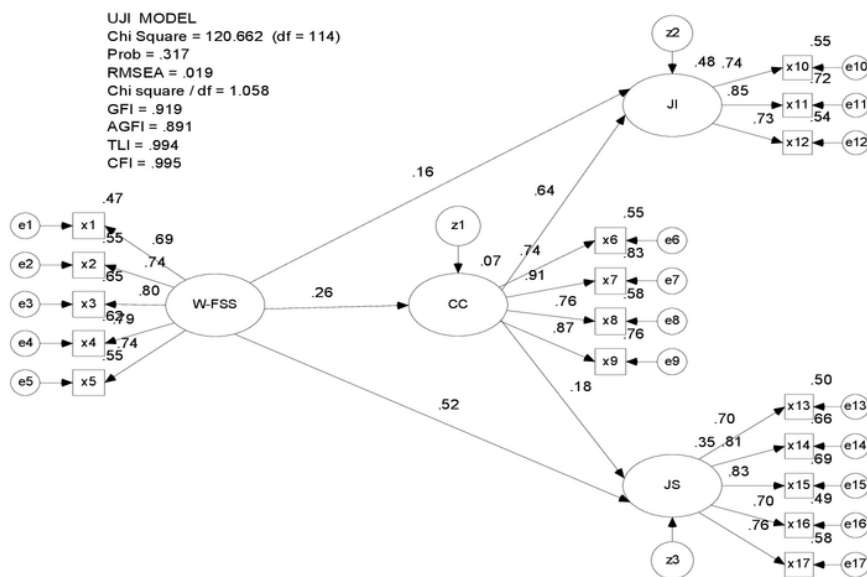 UJI MODEL
Chi Square = 120.662 (df = 114)
Prob = .317
RMSEA = .019
Chi square / df = 1.058
GFI = .919
AGFI = .891
TLI = .994
CFI = .995
z2
.48 .74
.55
x10
e10
.72
JI
.85
x11
e11
.54
.73
x12
e12
.16
.64
.47
e1
x1
.69
.55
e2
x2
.74
.65
e3
x3
.80
.62
.79
e4
x4
.74
.55
e5
x5
W-FSS
.26
z1
.07
CC
.74
.55
x6
e6
.83
.91
x7
e7
.58
.76
x8
e8
.76
.87
x9
e9
.18
.52
.50
x13
e13
.70
.66
.35
.81
x14
e14
.69
JS
.83
x15
e15
.49
.70
x16
e16
.58
.76
x17
e17
z3